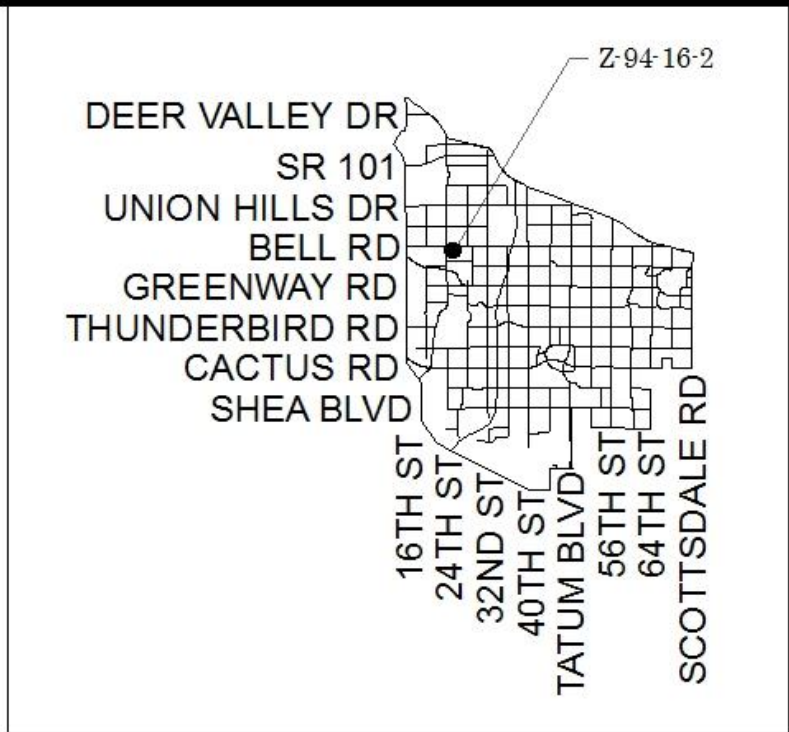 Z-94-16-2
DEER VALLEY DR
SR 101
UNION HILLS DR
BELL RD
GREENWAY RD
THUNDERBIRD RD
CACTUS RD
SHEA BLVD
16TH ST
24TH ST
32ND ST
40TH ST
TATUM BLVD
56TH ST
64TH ST
SCOTTSDALE RD